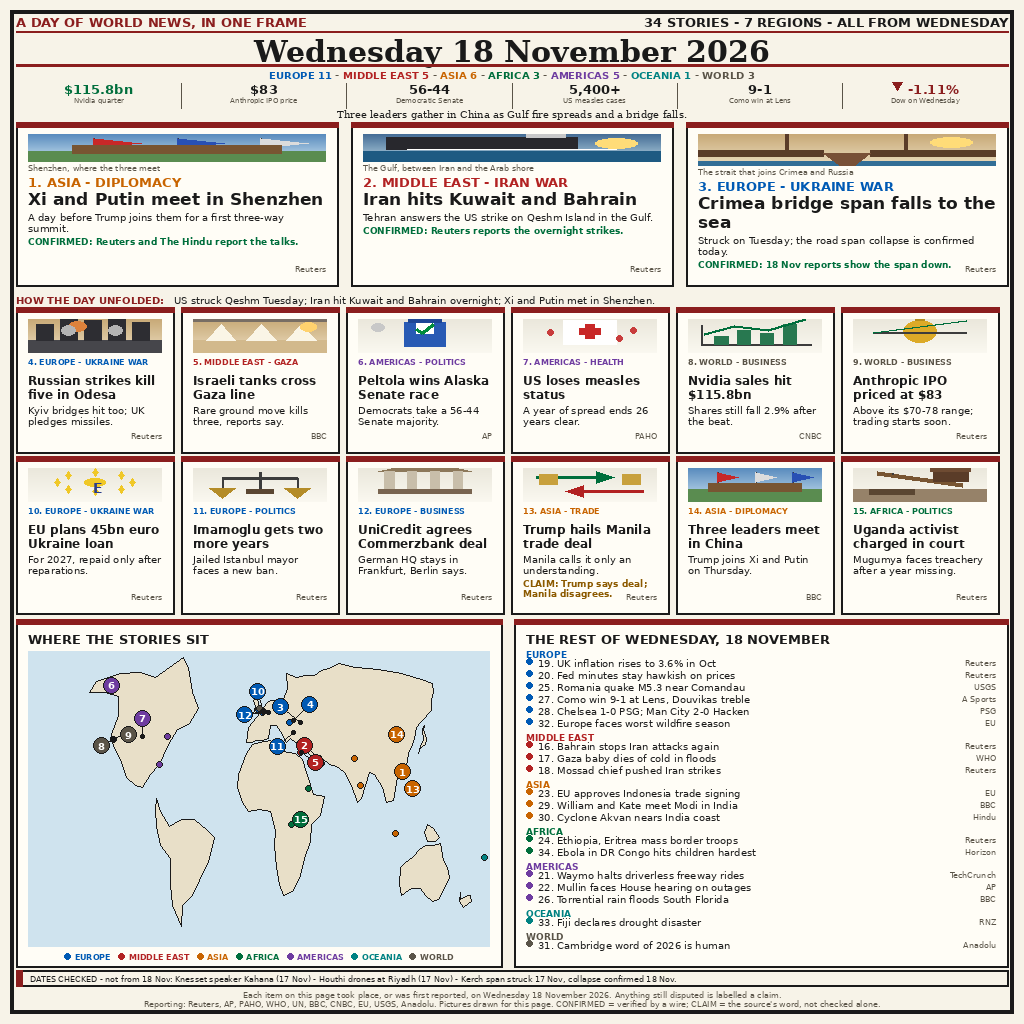 A DAY OF WORLD NEWS, IN ONE FRAME
34 STORIES - 7 REGIONS - ALL FROM WEDNESDAY
Wednesday 18 November 2026
EUROPE 11 - MIDDLE EAST 5 - ASIA 6 - AFRICA 3 - AMERICAS 5 - OCEANIA 1 - WORLD 3
$115.8bn
Nvidia quarter
$83
Anthropic IPO price
56-44
Democratic Senate
5,400+
US measles cases
9-1
Como win at Lens
-1.11%
Dow on Wednesday
Three leaders gather in China as Gulf fire spreads and a bridge falls.
Shenzhen, where the three meet
1. ASIA - DIPLOMACY
Xi and Putin meet in Shenzhen
A day before Trump joins them for a first three-way
summit.
CONFIRMED: Reuters and The Hindu report the talks.
Reuters
The Gulf, between Iran and the Arab shore
2. MIDDLE EAST - IRAN WAR
Iran hits Kuwait and Bahrain
Tehran answers the US strike on Qeshm Island in the Gulf.
CONFIRMED: Reuters reports the overnight strikes.
Reuters
The strait that joins Crimea and Russia
3. EUROPE - UKRAINE WAR
Crimea bridge span falls to the
sea
Struck on Tuesday; the road span collapse is confirmed
today.
CONFIRMED: 18 Nov reports show the span down.
Reuters
HOW THE DAY UNFOLDED: US struck Qeshm Tuesday; Iran hit Kuwait and Bahrain overnight; Xi and Putin met in Shenzhen.
4. EUROPE - UKRAINE WAR
Russian strikes kill
five in Odesa
Kyiv bridges hit too; UK
pledges missiles.
Reuters
5. MIDDLE EAST - GAZA
Israeli tanks cross
Gaza line
Rare ground move kills
three, reports say.
BBC
6. AMERICAS - POLITICS
Peltola wins Alaska
Senate race
Democrats take a 56-44
Senate majority.
AP
7. AMERICAS - HEALTH
US loses measles
status
A year of spread ends 26
years clear.
PAHO
8. WORLD - BUSINESS
Nvidia sales hit
$115.8bn
Shares still fall 2.9% after
the beat.
CNBC
9. WORLD - BUSINESS
Anthropic IPO
priced at $83
Above its $70-78 range;
trading starts soon.
Reuters
E
10. EUROPE - UKRAINE WAR
EU plans 45bn euro
Ukraine loan
For 2027, repaid only after
reparations.
Reuters
11. EUROPE - POLITICS
Imamoglu gets two
more years
Jailed Istanbul mayor
faces a new ban.
Reuters
12. EUROPE - BUSINESS
UniCredit agrees
Commerzbank deal
German HQ stays in
Frankfurt, Berlin says.
Reuters
13. ASIA - TRADE
Trump hails Manila
trade deal
Manila calls it only an
understanding.
CLAIM: Trump says deal;
Manila disagrees.
Reuters
14. ASIA - DIPLOMACY
Three leaders meet
in China
Trump joins Xi and Putin
on Thursday.
BBC
15. AFRICA - POLITICS
Uganda activist
charged in court
Mugumya faces treachery
after a year missing.
Reuters
WHERE THE STORIES SIT
6
10
3
4
12
7
9
8
11
2
5
14
1
13
15
EUROPE
MIDDLE EAST
ASIA
AFRICA
AMERICAS
OCEANIA
WORLD
THE REST OF WEDNESDAY, 18 NOVEMBER
EUROPE
19. UK inflation rises to 3.6% in Oct Reuters
20. Fed minutes stay hawkish on prices Reuters
25. Romania quake M5.3 near Comandau USGS
27. Como win 9-1 at Lens, Douvikas treble A Sports
28. Chelsea 1-0 PSG; Man City 2-0 Hacken PSG
32. Europe faces worst wildfire season EU
MIDDLE EAST
16. Bahrain stops Iran attacks again Reuters
17. Gaza baby dies of cold in floods WHO
18. Mossad chief pushed Iran strikes Reuters
ASIA
23. EU approves Indonesia trade signing EU
29. William and Kate meet Modi in India BBC
30. Cyclone Akvan nears India coast Hindu
AFRICA
24. Ethiopia, Eritrea mass border troops Reuters
34. Ebola in DR Congo hits children hardest Horizon
AMERICAS
21. Waymo halts driverless freeway rides TechCrunch
22. Mullin faces House hearing on outages AP
26. Torrential rain floods South Florida BBC
OCEANIA
33. Fiji declares drought disaster RNZ
WORLD
31. Cambridge word of 2026 is human Anadolu
DATES CHECKED - not from 18 Nov: Knesset speaker Kahana (17 Nov) - Houthi drones at Riyadh (17 Nov) - Kerch span struck 17 Nov, collapse confirmed 18 Nov.
Each item on this page took place, or was first reported, on Wednesday 18 November 2026. Anything still disputed is labelled a claim.
Reporting: Reuters, AP, PAHO, WHO, UN, BBC, CNBC, EU, USGS, Anadolu. Pictures drawn for this page. CONFIRMED = verified by a wire; CLAIM = the source's word, not checked alone.